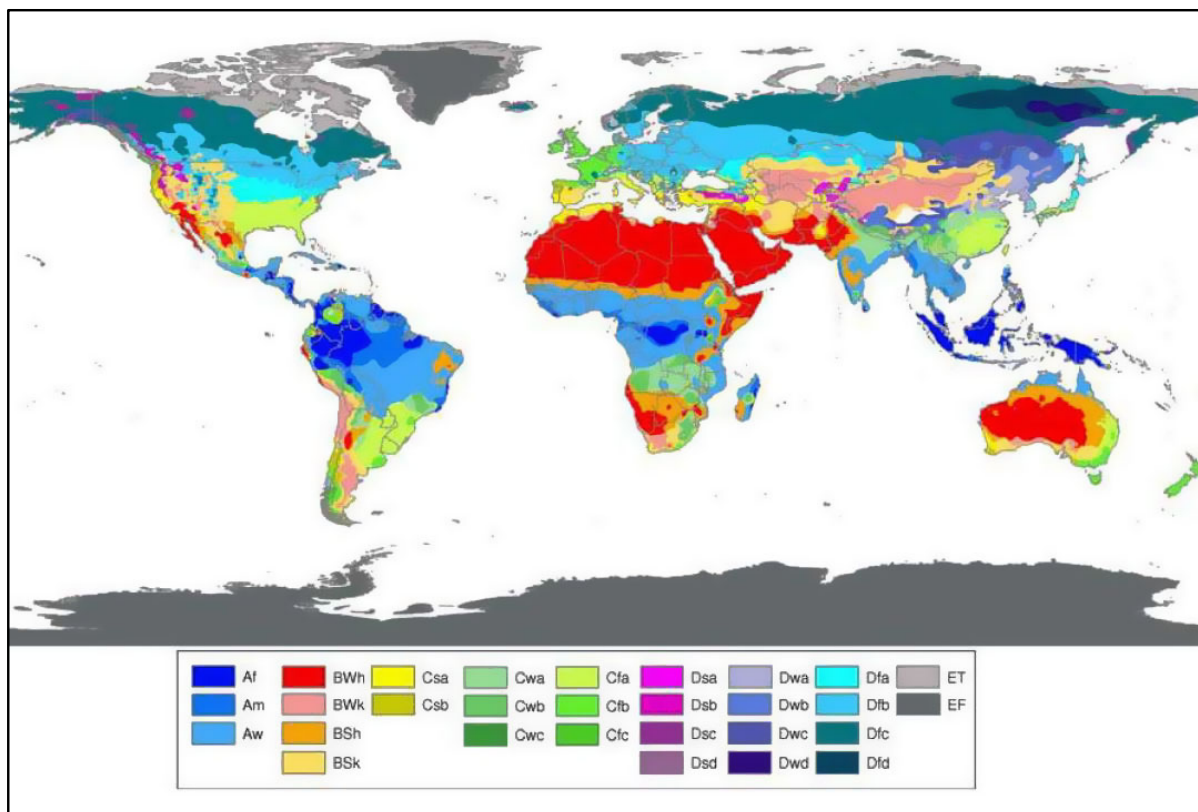 Af BWh Csa Cwa Cfa Dsa Dwa Dfa ET
Am BWk Csb Cwb Cfb Dsb Dwb Dfb EF
Aw BSh Cwc Cfc Dsc Dwc Dfc
BSk Dsd Dwd Dfd